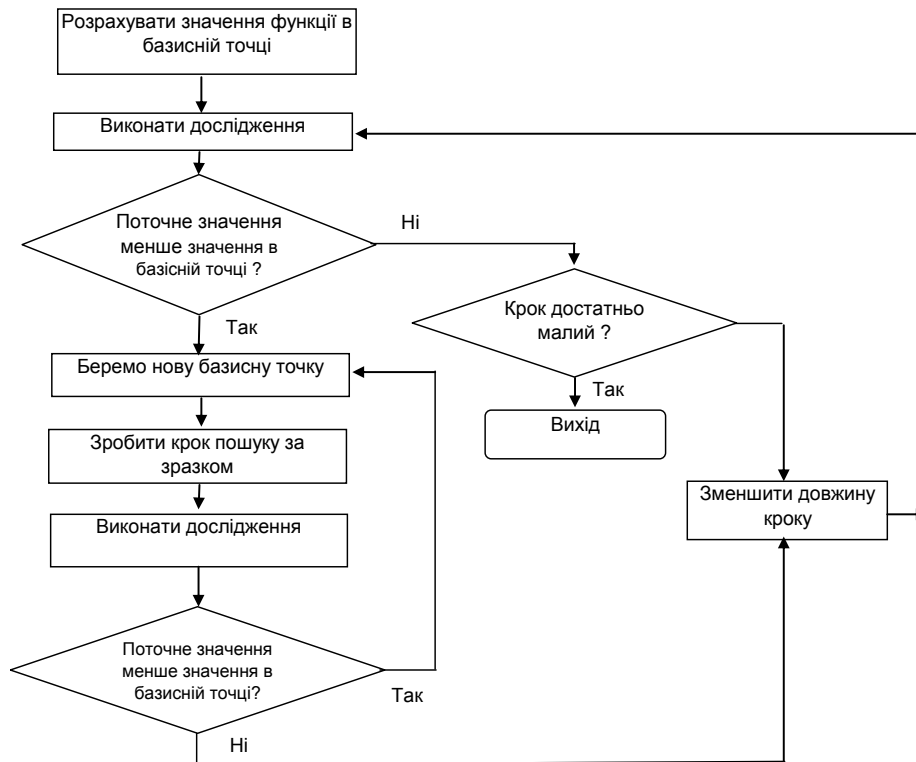 Розрахувати значення функції в
базисній точці
Виконати дослідження
Поточне значення
менше значення в
базісній точці ?
Ні
Так
Крок достатньо
малий ?
Так
Вихід
Беремо нову базисну точку
Зробити крок пошуку за
зразком
Виконати дослідження
Зменшити довжину
кроку
Поточне значення
менше значення в
базисній точці?
Так
Ні